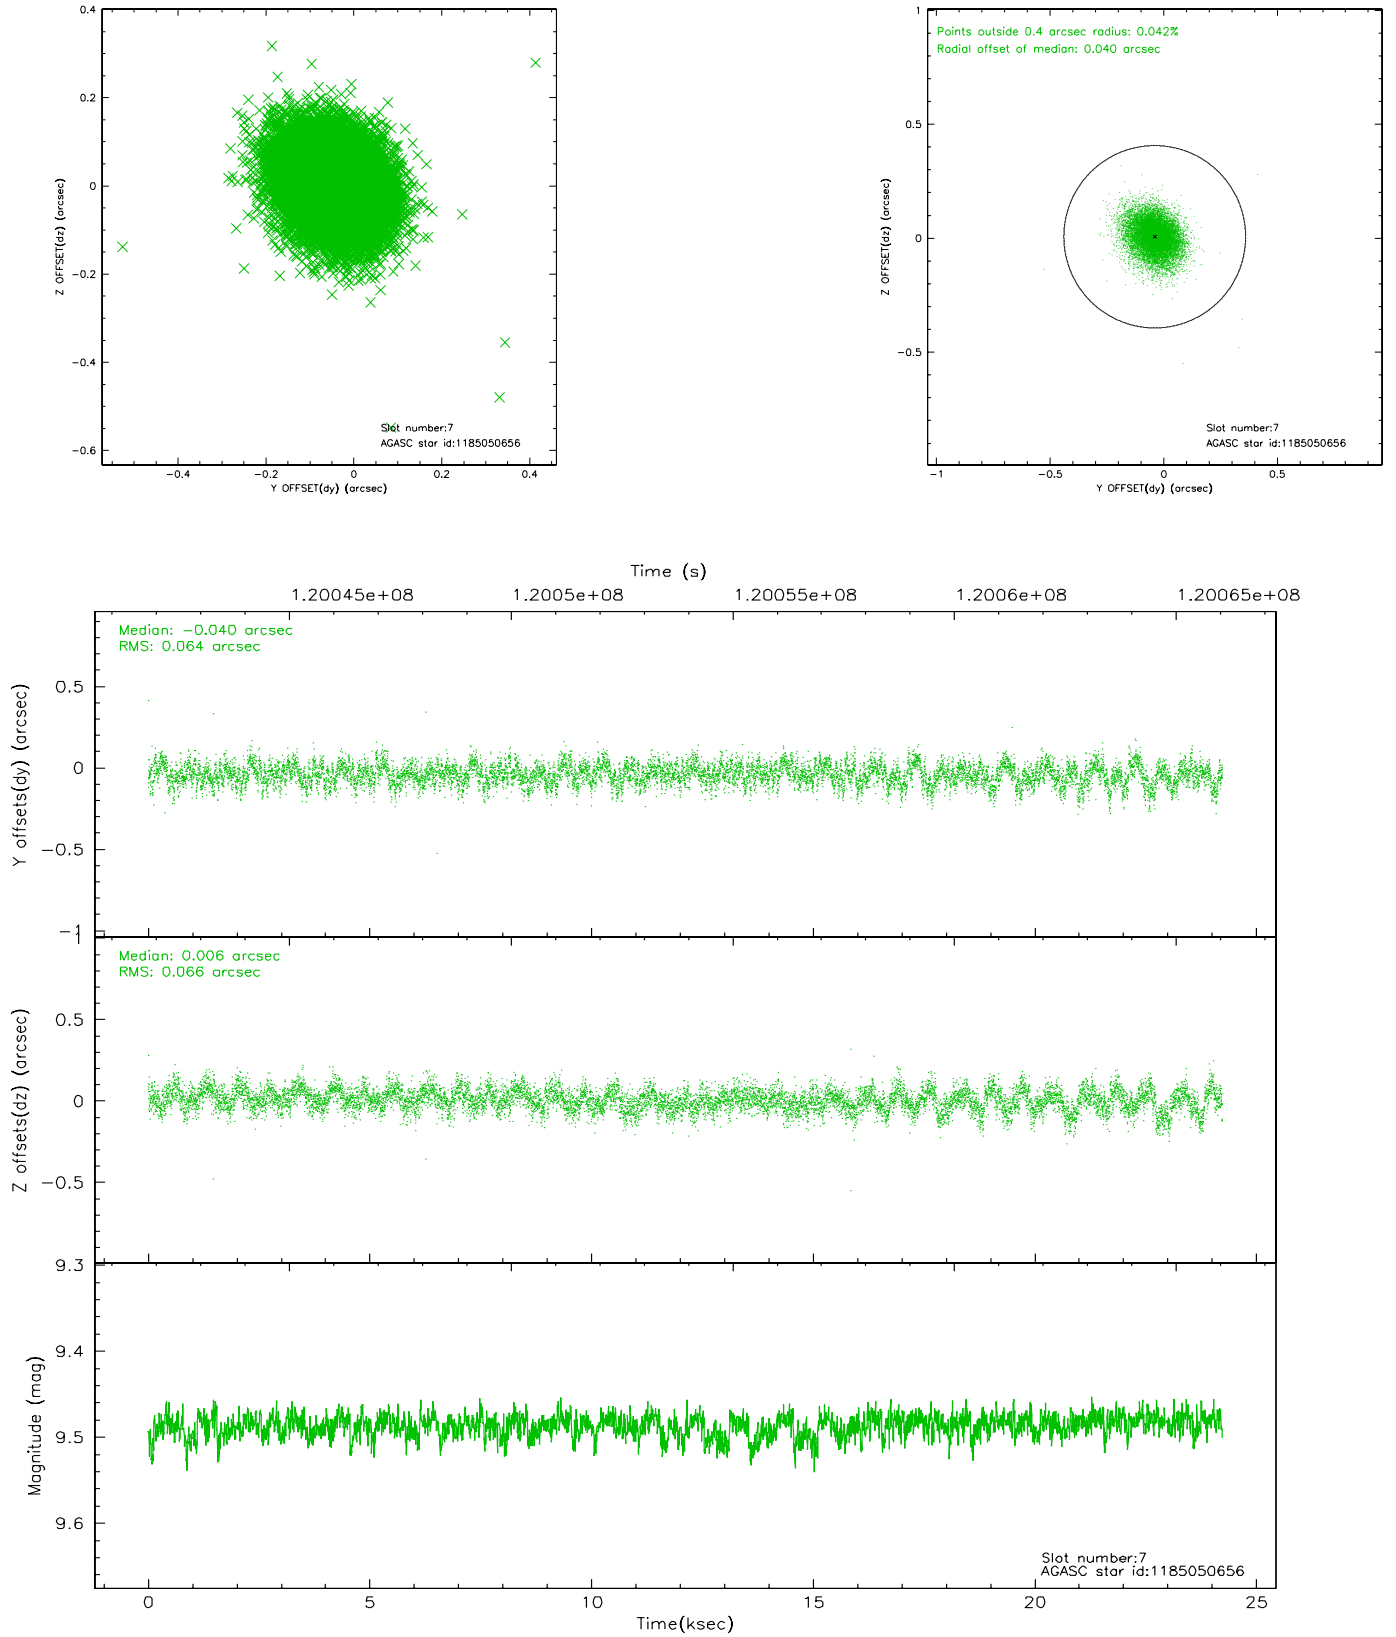 0.4
0.2
0
−0.2
−0.4
−0.6
Z OFFSET(dz) (arcsec)
Slot number:7
AGASC star id:1185050656
−0.4
−0.2
0
0.2
0.4
Y OFFSET(dy) (arcsec)
1
0.5
0
−0.5
Z OFFSET(dz) (arcsec)
Points outside 0.4 arcsec radius: 0.042%
Radial offset of median: 0.040 arcsec
Slot number:7
AGASC star id:1185050656
−1
−0.5
0
0.5
Y OFFSET(dy) (arcsec)
Time (s)
1.20045e+08
1.2005e+08
1.20055e+08
1.2006e+08
1.20065e+08
Median: −0.040 arcsec
RMS: 0.064 arcsec
0.5
0
−0.5
−1
Y offsets(dy) (arcsec)
Median: 0.006 arcsec
RMS: 0.066 arcsec
1
0.5
0
−0.5
Z offsets(dz) (arcsec)
9.3
9.4
9.5
9.6
Magnitude (mag)
Slot number:7
AGASC star id:1185050656
0
5
10
15
20
25
Time(ksec)